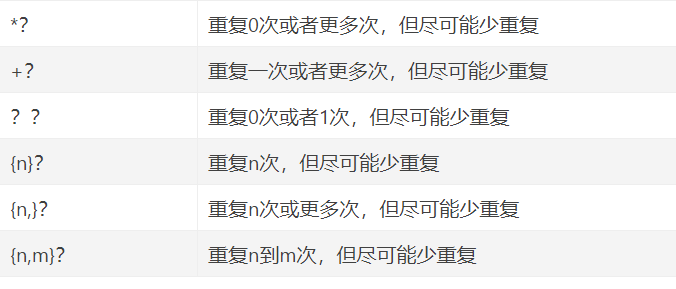 *? 重复0次或者更多次，但尽可能少重复
+? 重复一次或者更多次，但尽可能少重复
？？ 重复0次或者1次，但尽可能少重复
{n}? 重复n次，但尽可能少重复
{n,}? 重复n次或更多次，但尽可能少重复
{n,m}? 重复n到m次，但尽可能少重复